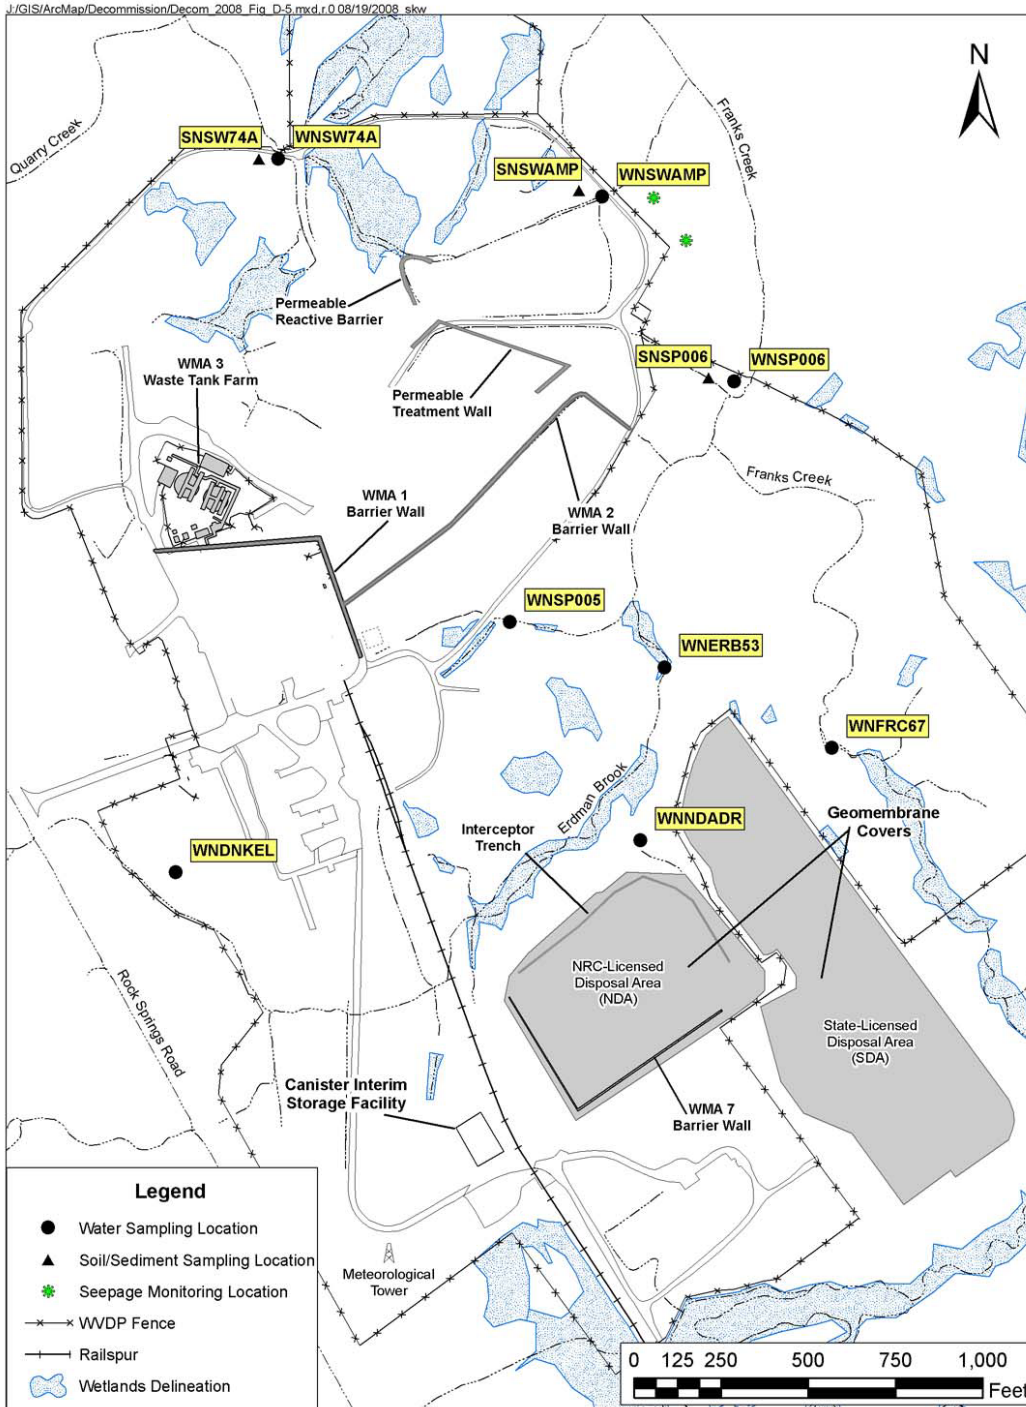 J:/GIS/ArcMap/Decommission/Decom_2008_Fig_D-5.mxd,r.0 08/19/2008_skw
N
Quarry Creek
SNSW74A
WNSW74A
SNSWAMP
WNSWAMP
Franks Creek
Permeable
Reactive Barrier
SNSP006
WNSP006
WMA 3
Waste Tank Farm
Permeable
Treatment Wall
Franks Creek
WMA 1
Barrier Wall
WMA 2
Barrier Wall
WNSP005
WNERB53
WNFRC67
Erdman Brook
WNNDADR
Geomembrane
Covers
Interceptor
Trench
WNDNKEL
NRC-Licensed
Disposal Area
(NDA)
State-Licensed
Disposal Area
(SDA)
Rock Springs Road
Canister Interim
Storage Facility
WMA 7
Barrier Wall
Legend
Water Sampling Location
Soil/Sediment Sampling Location
Seepage Monitoring Location
WVDP Fence
Railspur
Wetlands Delineation
Meteorological
Tower
0 125 250 500 750 1,000
Feet